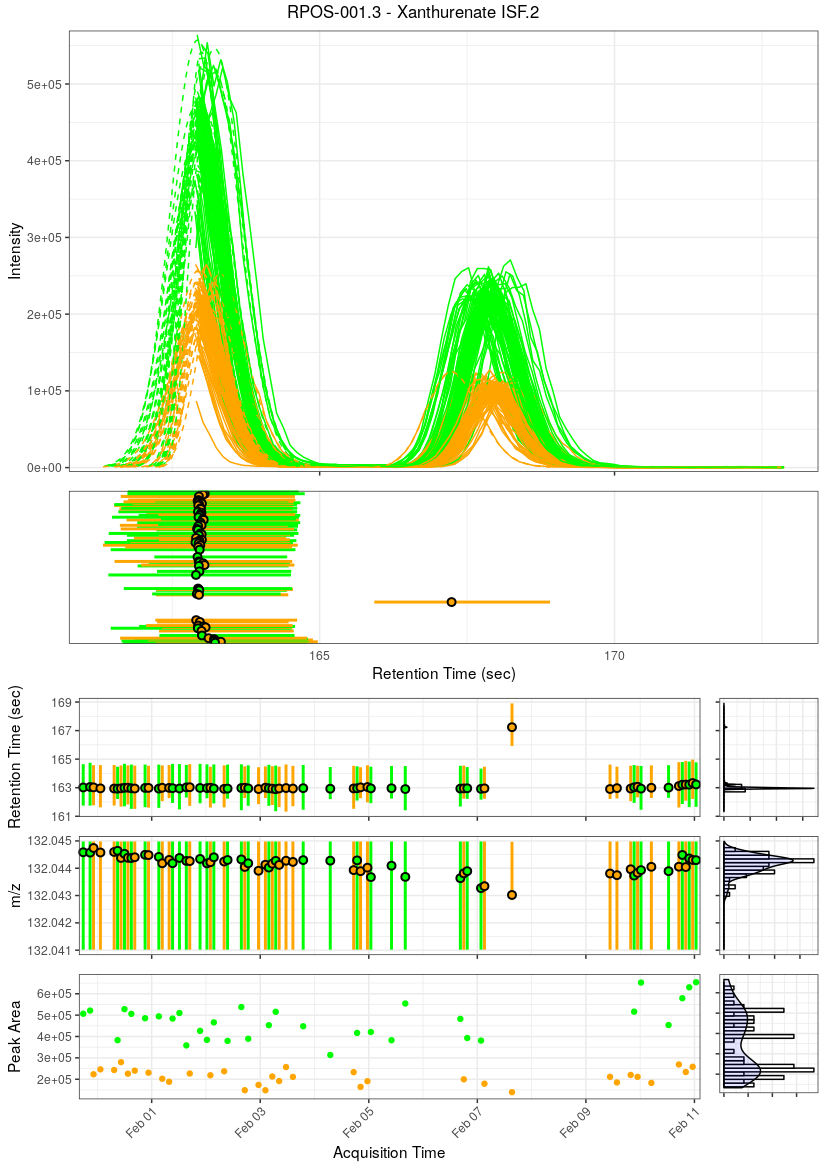 RPOS-001.3 - Xanthurenate ISF.2
Intensity
5e+05
4e+05
3e+05
2e+05
1e+05
0e+00
165
170
Retention Time (sec)
Retention Time (sec)
169
167
165
163
161
m/z
132.045
132.044
132.043
132.042
132.041
Peak Area
6e+05
5e+05
4e+05
3e+05
2e+05
Feb 01
Feb 03
Feb 05
Feb 07
Feb 09
Feb 11
Acquisition Time